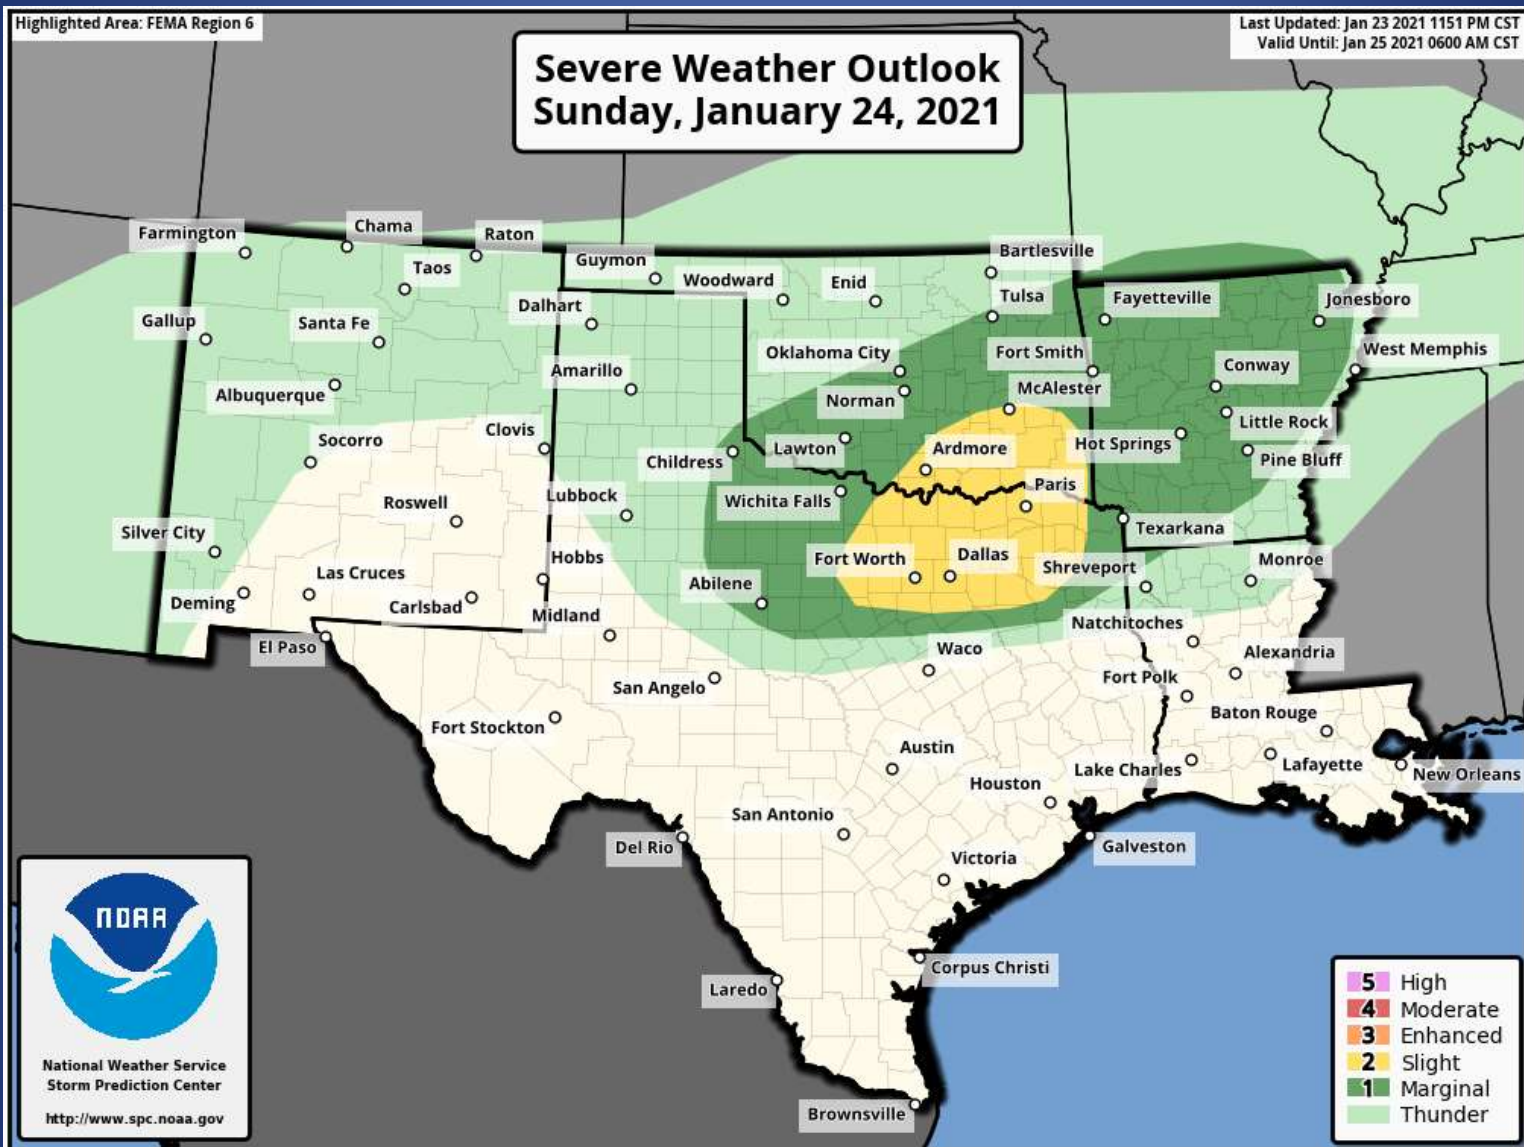 Highlighted Area: FEMA Region 6
Last Updated: Jan 23 2021 1151 PM CST
Valid Until: Jan 25 2021 0600 AM CST
Severe Weather Outlook
Sunday, January 24, 2021
Farmington
Chama
Raton
Taos
Guymon
Woodward
Enid
Bartlesville
Tulsa
Fayetteville
Jonesboro
Gallup
Santa Fe
Dalhart
Oklahoma City
Fort Smith
West Memphis
Albuquerque
Amarillo
Norman
McAlester
Conway
Little Rock
Socorro
Clovis
Childress
Lawton
Ardmore
Hot Springs
Pine Bluff
Roswell
Lubbock
Wichita Falls
Paris
Texarkana
Silver City
Hobbs
Fort Worth
Dallas
Shreveport
Monroe
Deming
Las Cruces
Carlsbad
Midland
Abilene
Natchitoches
El Paso
San Angelo
Waco
Fort Polk
Alexandria
Fort Stockton
Austin
Baton Rouge
Houston
Lake Charles
Lafayette
New Orleans
Del Rio
San Antonio
Galveston
Victoria
Laredo
Corpus Christi
Brownsville
NOAA
National Weather Service
Storm Prediction Center
http://www.spc.noaa.gov
5 High
4 Moderate
3 Enhanced
2 Slight
1 Marginal
Thunder